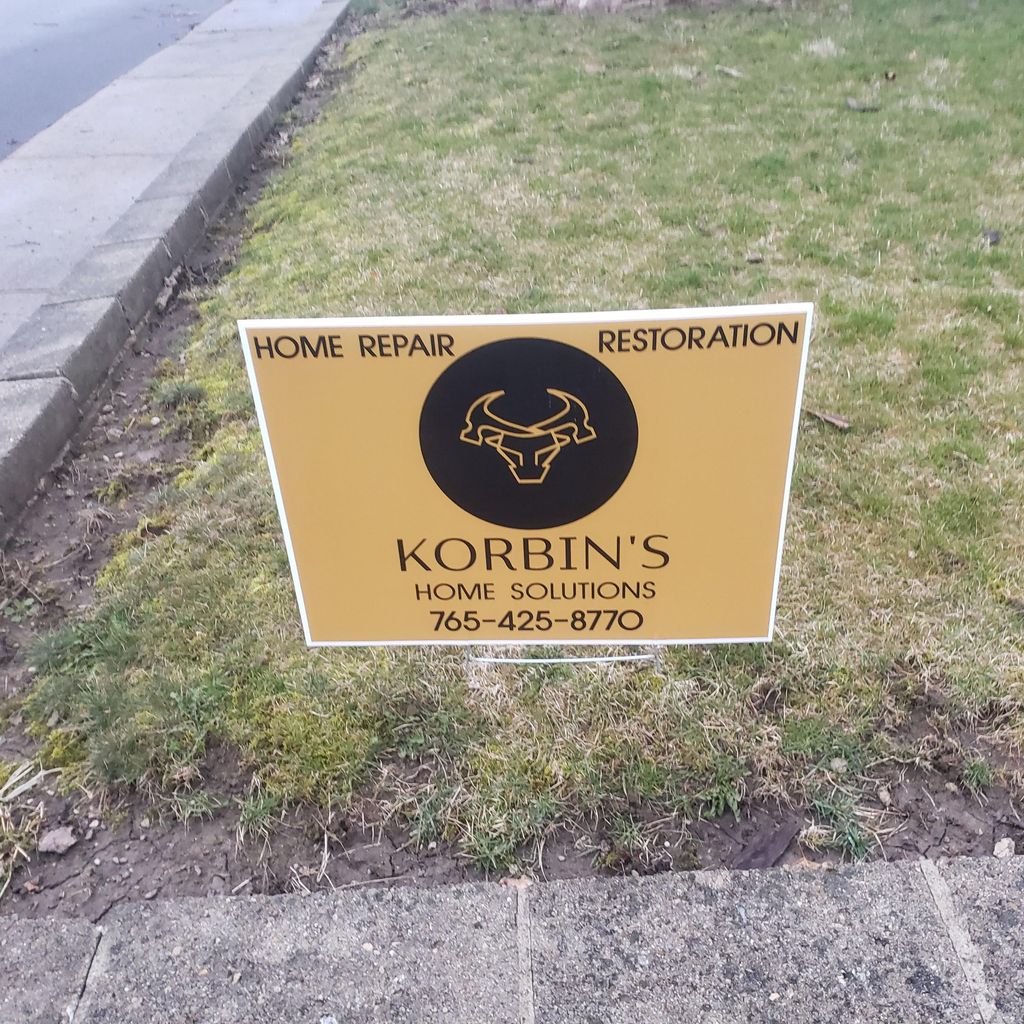 HOME REPAIR RESTORATION
KORBIN'S
HOME SOLUTIONS
765-425-8770